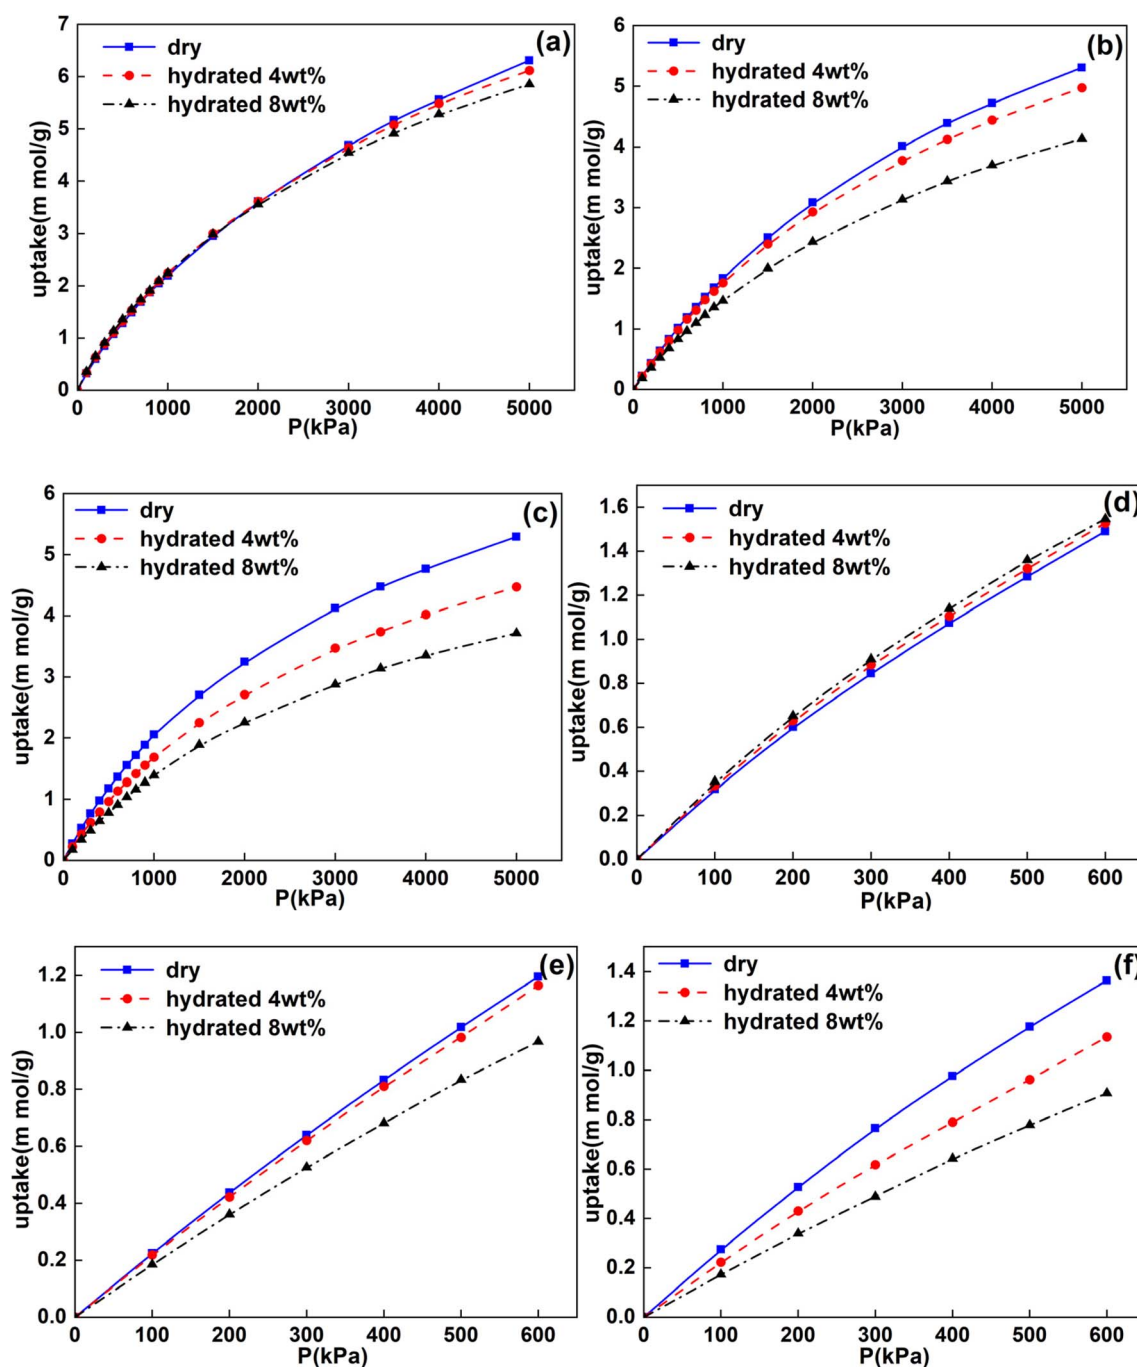 (a)
dry
hydrated 4wt%
hydrated 8wt%
uptake(m mol/g)
7
6
5
4
3
2
1
0
0 1000 2000 3000 4000 5000
P(kPa)
(b)
dry
hydrated 4wt%
hydrated 8wt%
uptake(m mol/g)
6
5
4
3
2
1
0
0 1000 2000 3000 4000 5000
P(kPa)
(c)
dry
hydrated 4wt%
hydrated 8wt%
uptake(m mol/g)
6
5
4
3
2
1
0
0 1000 2000 3000 4000 5000
P(kPa)
(d)
dry
hydrated 4wt%
hydrated 8wt%
uptake(m mol/g)
1.6
1.4
1.2
1.0
0.8
0.6
0.4
0.2
0.0
0 100 200 300 400 500 600
P(kPa)
(e)
dry
hydrated 4wt%
hydrated 8wt%
uptake(m mol/g)
1.2
1.0
0.8
0.6
0.4
0.2
0.0
0 100 200 300 400 500 600
P(kPa)
(f)
dry
hydrated 4wt%
hydrated 8wt%
uptake(m mol/g)
1.4
1.2
1.0
0.8
0.6
0.4
0.2
0.0
0 100 200 300 400 500 600
P(kPa)